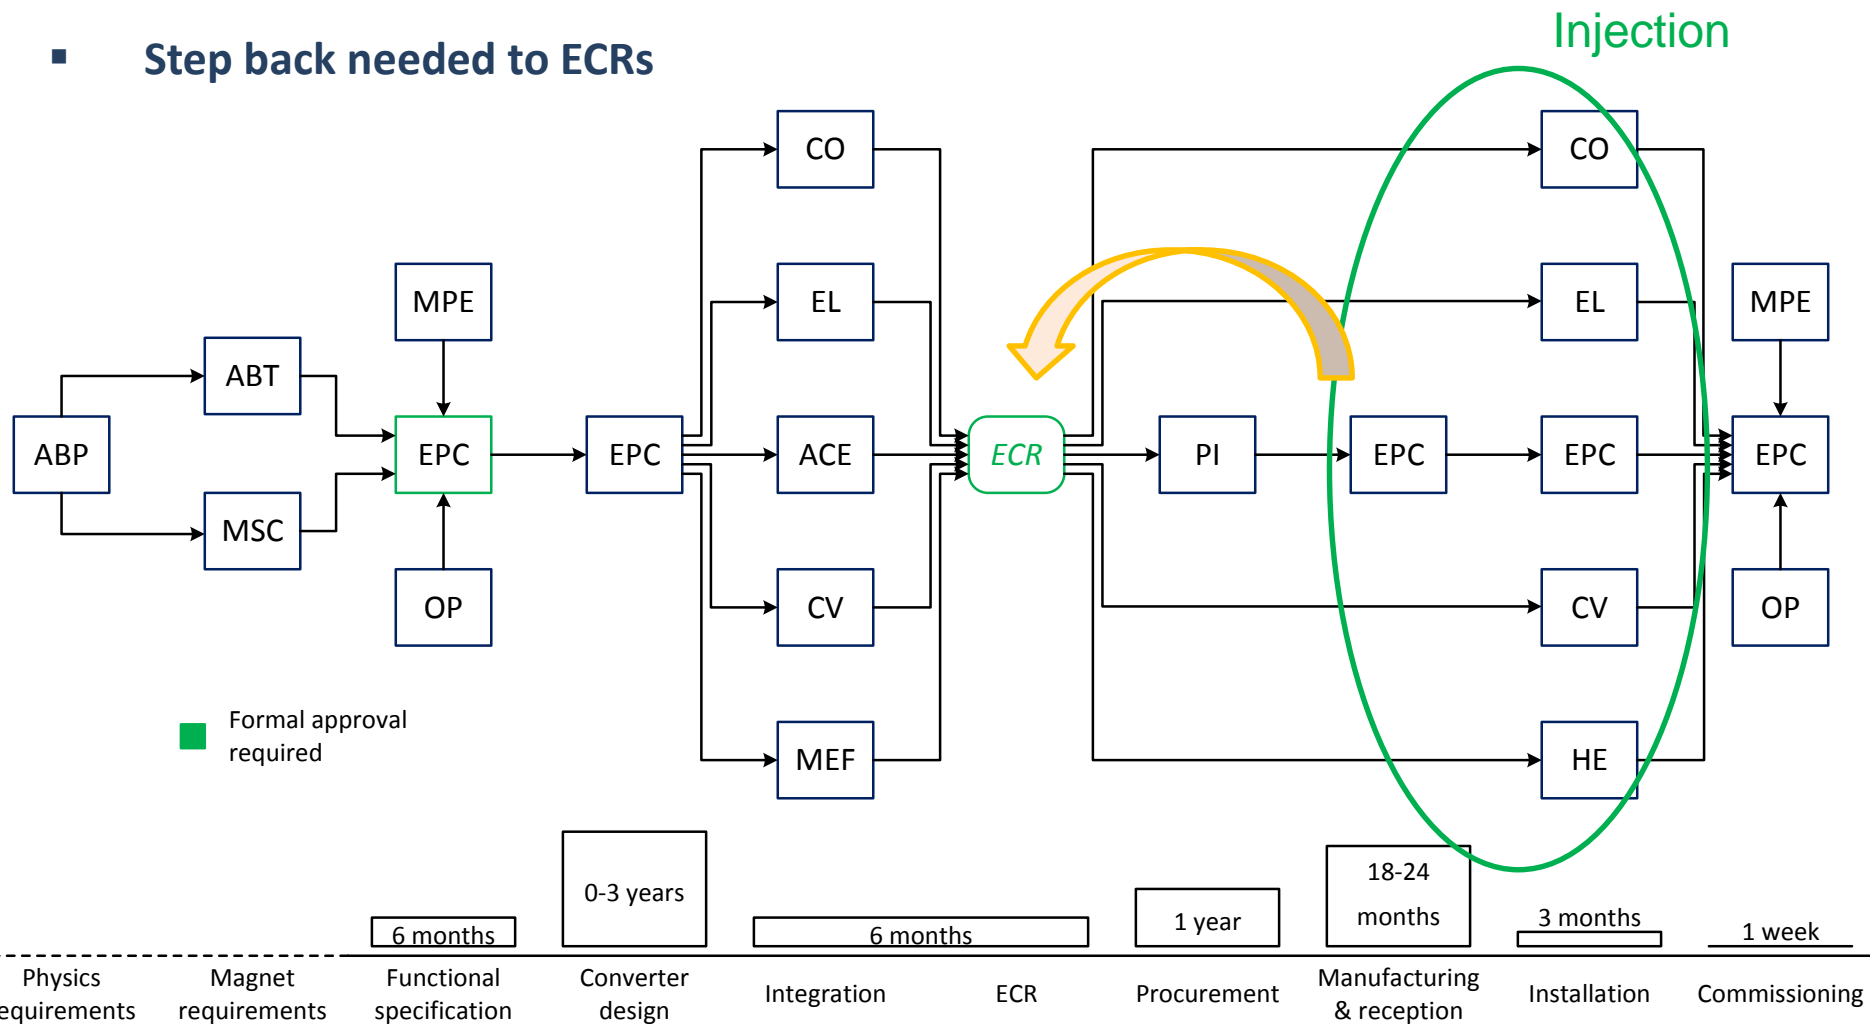 Injection
▪ Step back needed to ECRs
CO
CO
MPE
EL
EL
MPE
ABT
ABP
EPC
EPC
ACE
ECR
PI
EPC
EPC
EPC
MSC
OP
CV
CV
OP
Formal approval
required
MEF
HE
6 months
0-3 years
6 months
1 year
18-24
months
3 months
1 week
Physics
equirements
Magnet
requirements
Functional
specification
Converter
design
Integration
ECR
Procurement
Manufacturing
& reception
Installation
Commissioning